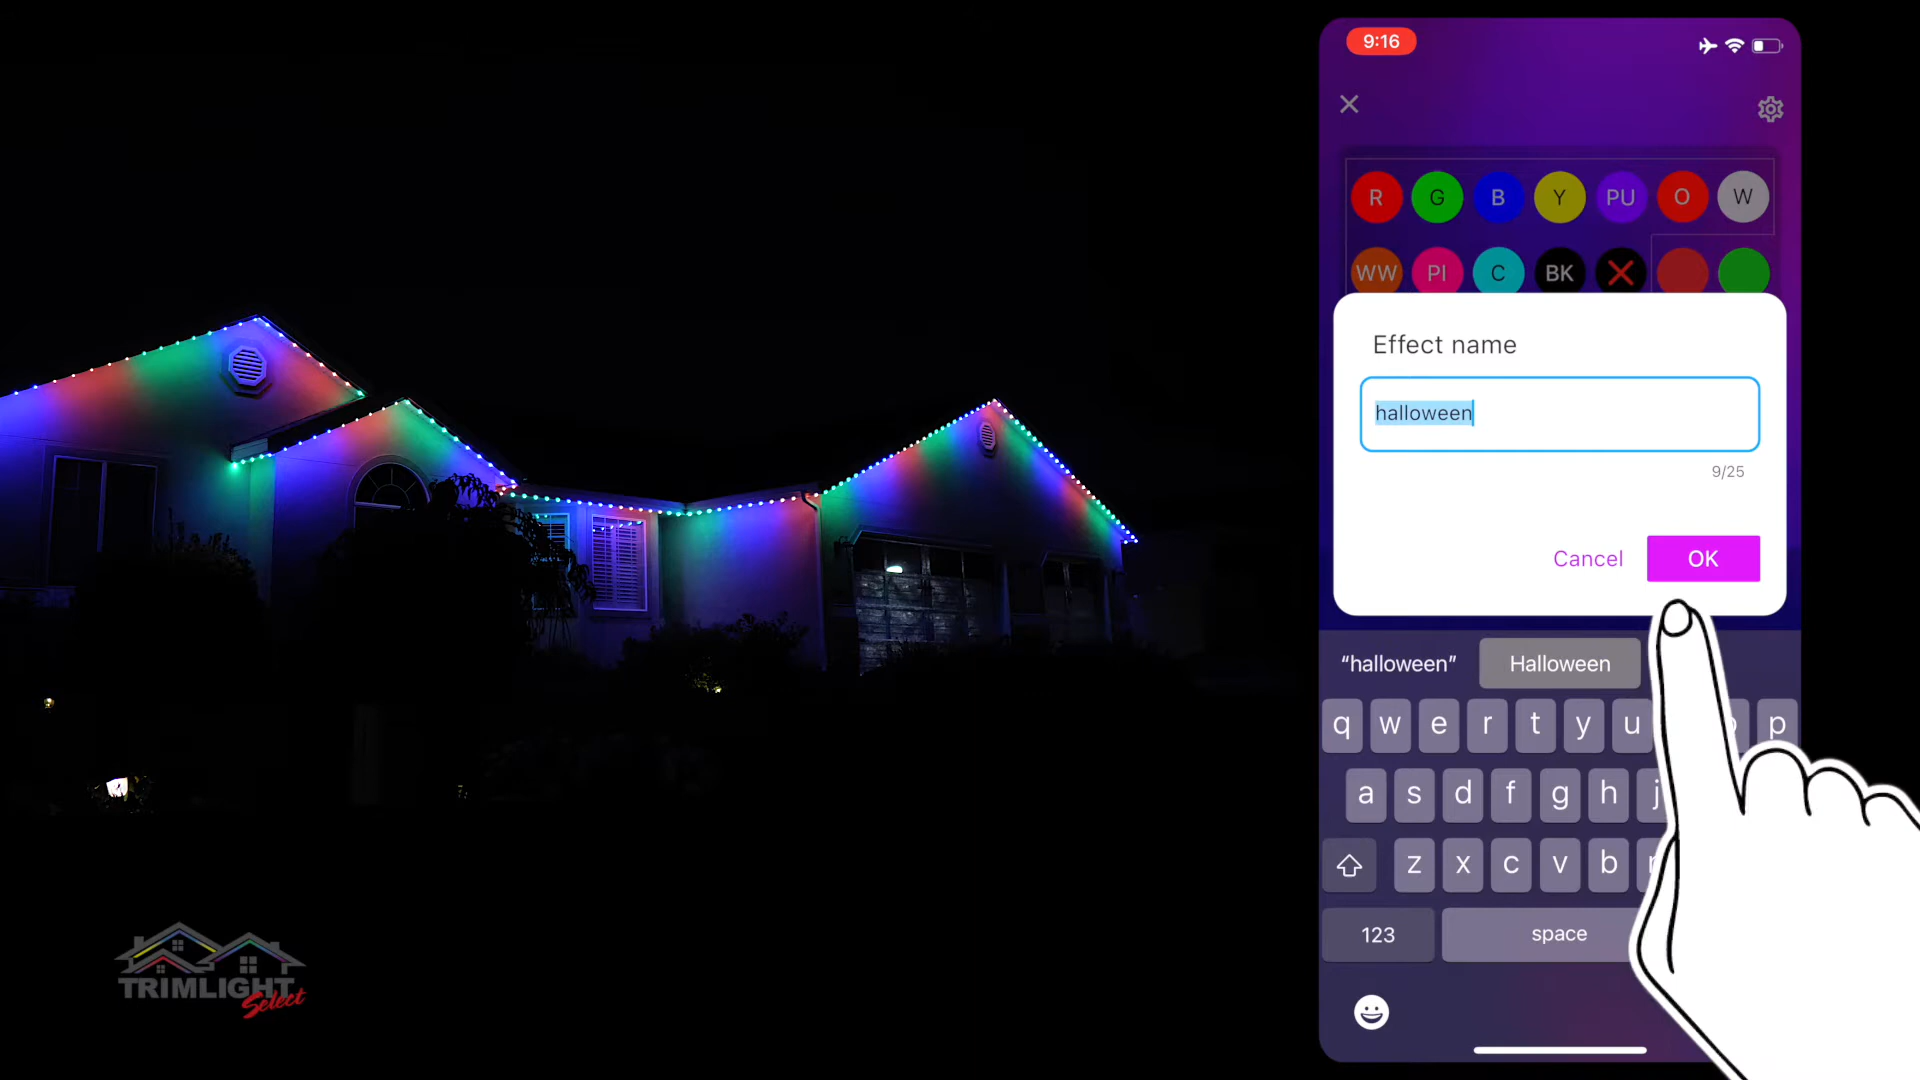 9:16
R G B Y PU O W
WW PI C BK
Effect name
halloween
9/25
Cancel OK
“halloween” Halloween
q w e r t y u p
a s d f g h j
z x c v b
123 space
TRIMLIGHT
Select